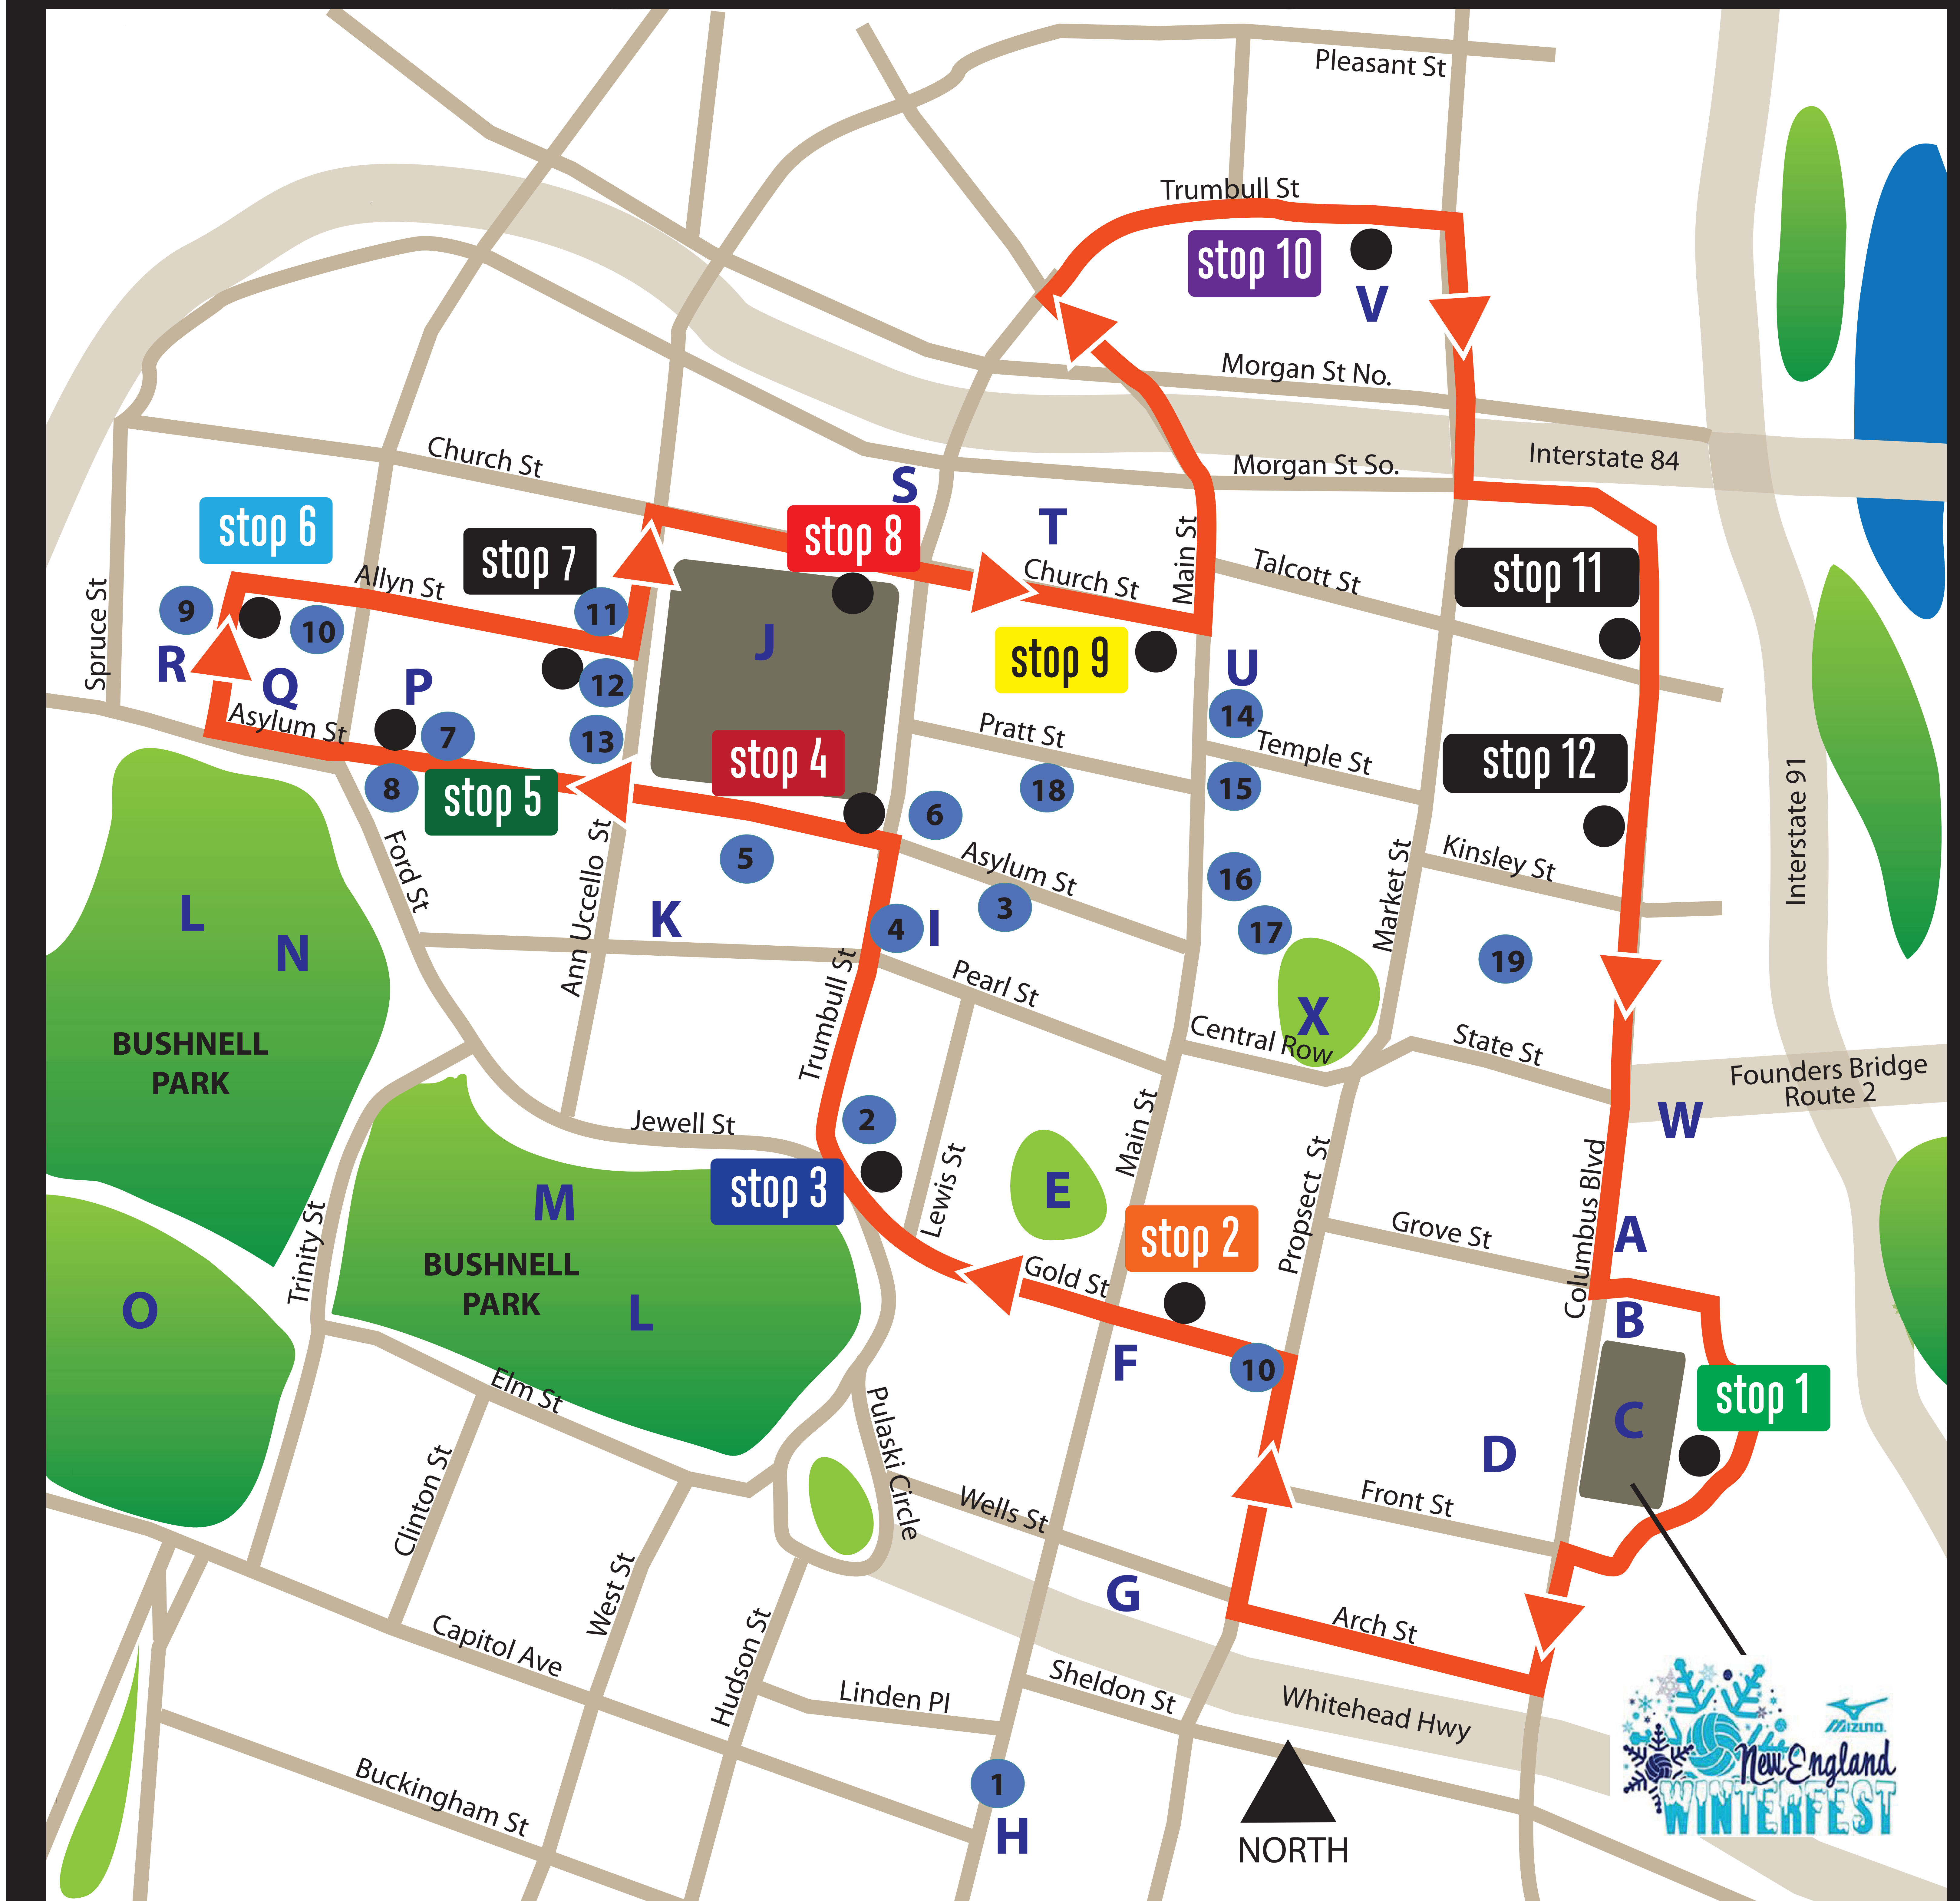 Pleasant St
Trumbull St
stop 10
V
Morgan St No.
Church St
S
Morgan St So.
Interstate 84
stop 6
stop 7
stop 8
T
Main St
Talcott St
stop 11
Allyn St
Church St
Spruce St
9
10
11
J
stop 9
U
R
Q
P
12
14
Asylum St
7
13
Pratt St
Temple St
stop 4
stop 12
8
stop 5
18
15
Interstate 91
6
5
Asylum St
Kinsley St
Ford St
Ann Uccello St
16
Market St
3
L
K
4
I
17
19
N
Pearl St
X
Trumbull St
Central Row
State St
BUSHNELL
PARK
Founders Bridge
Route 2
Jewell St
2
Main St
W
stop 3
Lewis St
E
Propsect St
M
Trinity St
stop 2
Grove St
Columbus Blvd
A
BUSHNELL
PARK
Gold St
O
L
B
F
10
Elm St
stop 1
C
Pulaski Circle
D
Clinton St
Wells St
Front St
West St
G
Arch St
Capitol Ave
Hudson St
Sheldon St
Linden Pl
Whitehead Hwy
MIZUNO.
1
New England
WINTERFEST
Buckingham St
H
NORTH